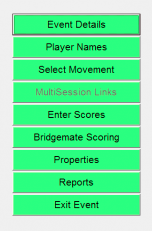 Event Details
Player Names
Select Movement
MultiSession Links
Enter Scores
Bridgemate Scoring
Properties
Reports
Exit Event